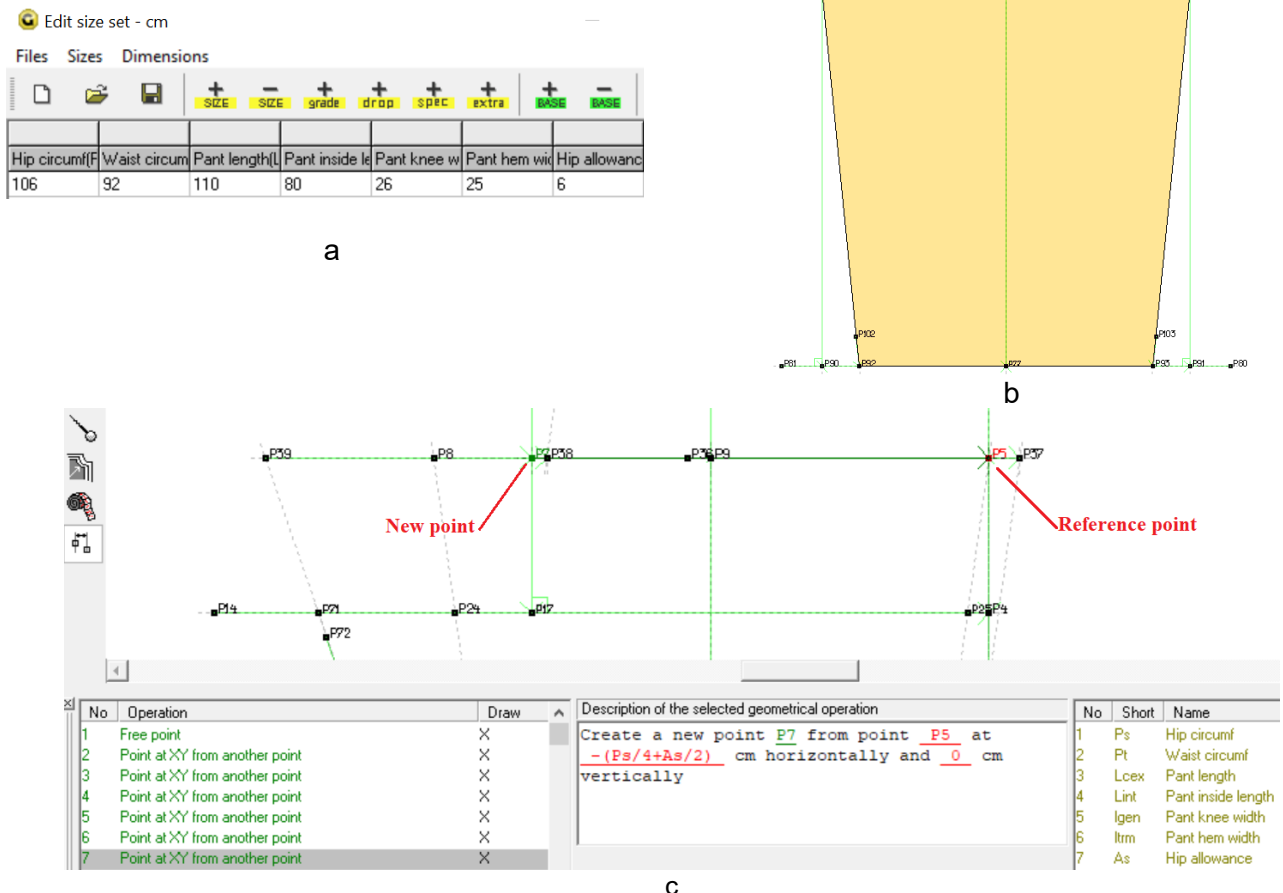 Edit size set - cm
Files Sizes Dimensions
SIZE SIZE grade drop spec extra BASE BASE
Hip circumf(F Waist circum Pant length(L Pant inside le Pant knee w Pant hem wid Hip allowanc
106 92 110 80 26 25 6
a
P102 P103
P81 P90 P92 P77 P93 P91 P80
b
P39 P8 P7 P38 P36 P9 P5 P37
New point
Reference point
P14 P71 P24 P17 P25 P4
P72
No Operation Draw
1 Free point X
2 Point at XY from another point X
3 Point at XY from another point X
4 Point at XY from another point X
5 Point at XY from another point X
6 Point at XY from another point X
7 Point at XY from another point X
Description of the selected geometrical operation
Create a new point P7 from point P5 at
-(Ps/4+As/2) cm horizontally and 0 cm
vertically
No Short Name
1 Ps Hip circumf
2 Pt Waist circumf
3 Lcex Pant length
4 Lint Pant inside length
5 lgen Pant knee width
6 ltrm Pant hem width
7 As Hip allowance
c